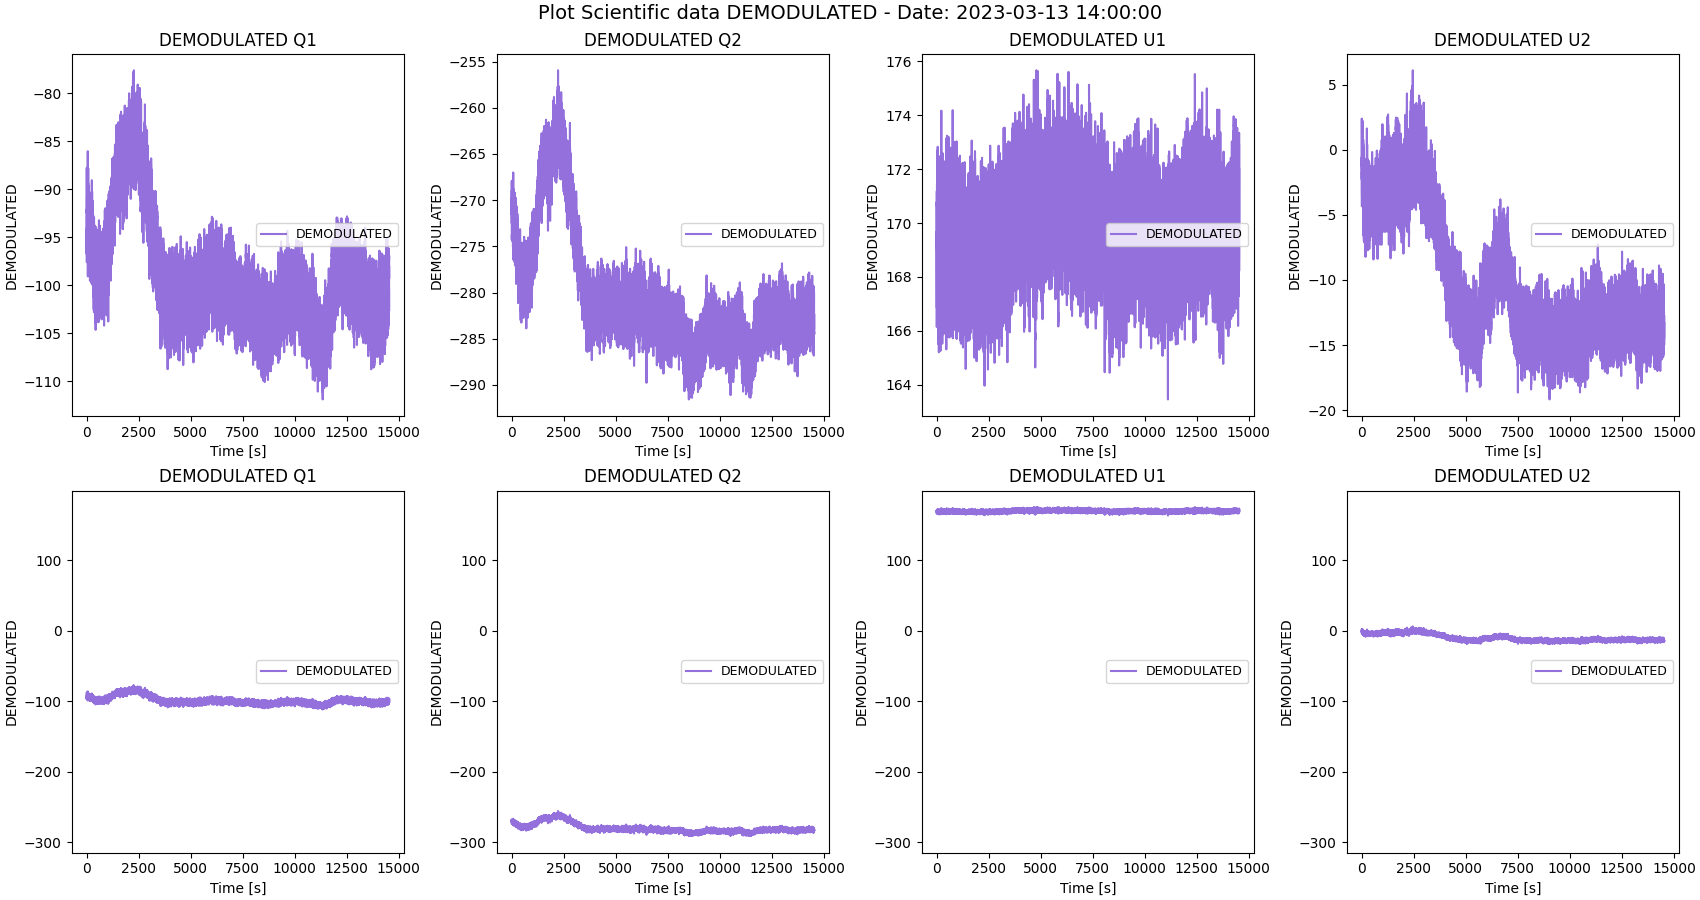 Plot Scientific data DEMODULATED - Date: 2023-03-13 14:00:00
DEMODULATED Q1
DEMODULATED
−80
−85
−90
−95
−100
−105
−110
DEMODULATED
0 2500 5000 7500 10000 12500 15000
Time [s]
DEMODULATED Q2
DEMODULATED
−255
−260
−265
−270
−275
−280
−285
−290
DEMODULATED
0 2500 5000 7500 10000 12500 15000
Time [s]
DEMODULATED U1
DEMODULATED
176
174
172
170
168
166
164
DEMODULATED
0 2500 5000 7500 10000 12500 15000
Time [s]
DEMODULATED U2
DEMODULATED
5
0
−5
−10
−15
−20
DEMODULATED
0 2500 5000 7500 10000 12500 15000
Time [s]
DEMODULATED Q1
DEMODULATED
100
0
−100
−200
−300
DEMODULATED
0 2500 5000 7500 10000 12500 15000
Time [s]
DEMODULATED Q2
DEMODULATED
100
0
−100
−200
−300
DEMODULATED
0 2500 5000 7500 10000 12500 15000
Time [s]
DEMODULATED U1
DEMODULATED
100
0
−100
−200
−300
DEMODULATED
0 2500 5000 7500 10000 12500 15000
Time [s]
DEMODULATED U2
DEMODULATED
100
0
−100
−200
−300
DEMODULATED
0 2500 5000 7500 10000 12500 15000
Time [s]